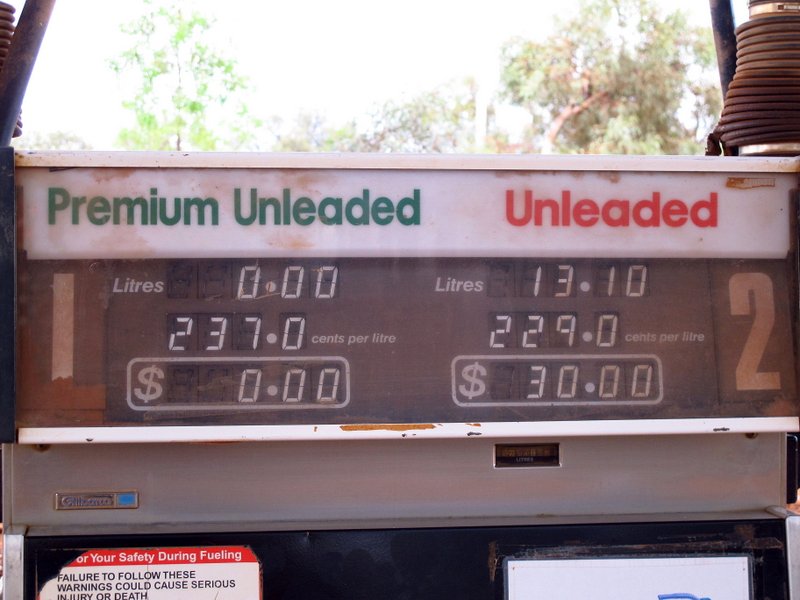 Premium Unleaded
Unleaded
1
Litres 0.00
237.0 cents per litre
$ 0.00
Litres 13.10
229.0 cents per litre
$ 30.00
2
LITRES
Gilbarco
or Your Safety During Fueling
FAILURE TO FOLLOW THESE
WARNINGS COULD CAUSE SERIOUS
INJURY OR DEATH